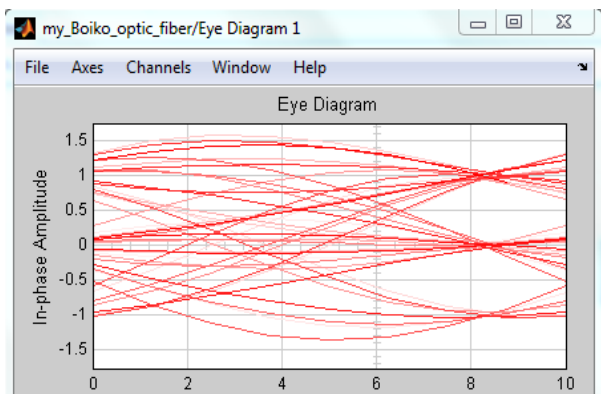 my_Boiko_optic_fiber/Eye Diagram 1
File Axes Channels Window Help
Eye Diagram
In-phase Amplitude
1.5
1
0.5
0
-0.5
-1
-1.5
0 2 4 6 8 10